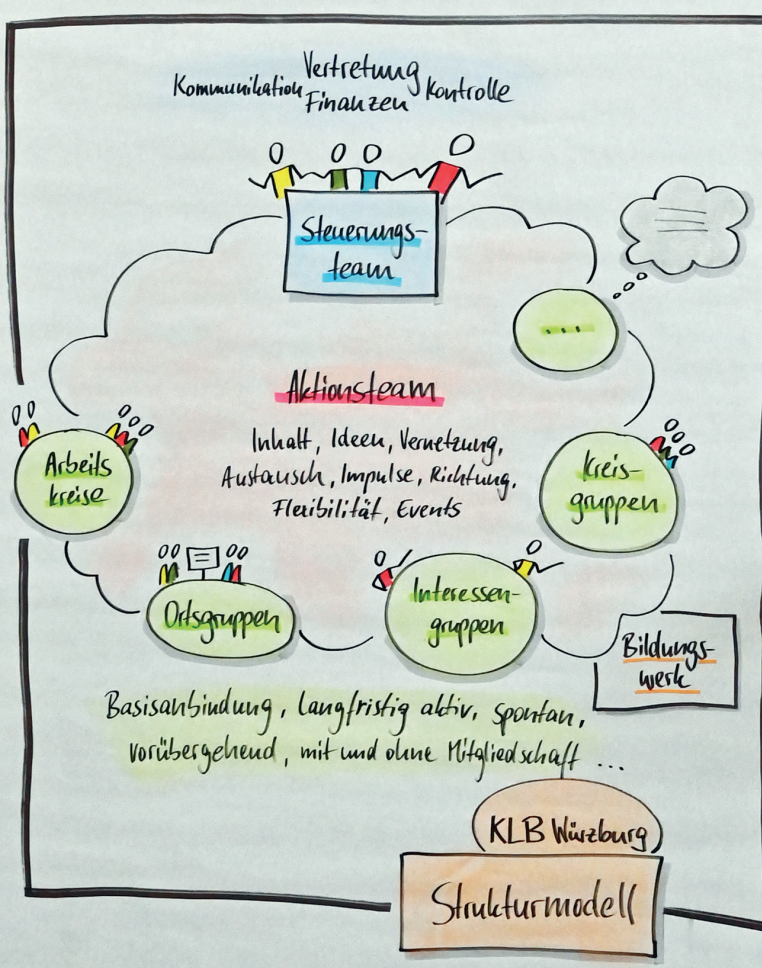 Vertretung
Kommunikation Finanzen Kontrolle
Steuerungs-
team
...
Aktionsteam
Inhalt, Ideen, Vernetzung,
Austausch, Impulse, Richtung,
Flexibilität, Events
Arbeits
kreise
Kreis-
gruppen
Ortsgruppen
Interessen-
gruppen
Bildungs-
werk
Basisanbindung, langfristig aktiv, spontan,
vorübergehend, mit und ohne Mitgliedschaft ...
KLB Würzburg
Strukturmodell